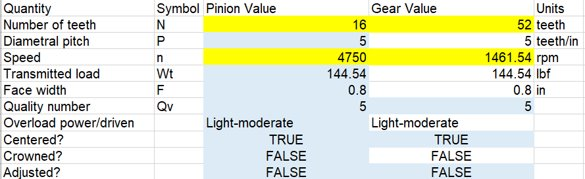 Quantity Symbol Pinion Value Gear Value Units
Number of teeth N 16 52 teeth
Diametral pitch P 5 5 teeth/in
Speed n 4750 1461.54 rpm
Transmitted load Wt 144.54 144.54 lbf
Face width F 0.8 0.8 in
Quality number Qv 5 5
Overload power/driven Light-moderate Light-moderate
Centered? TRUE TRUE
Crowned? FALSE FALSE
Adjusted? FALSE FALSE